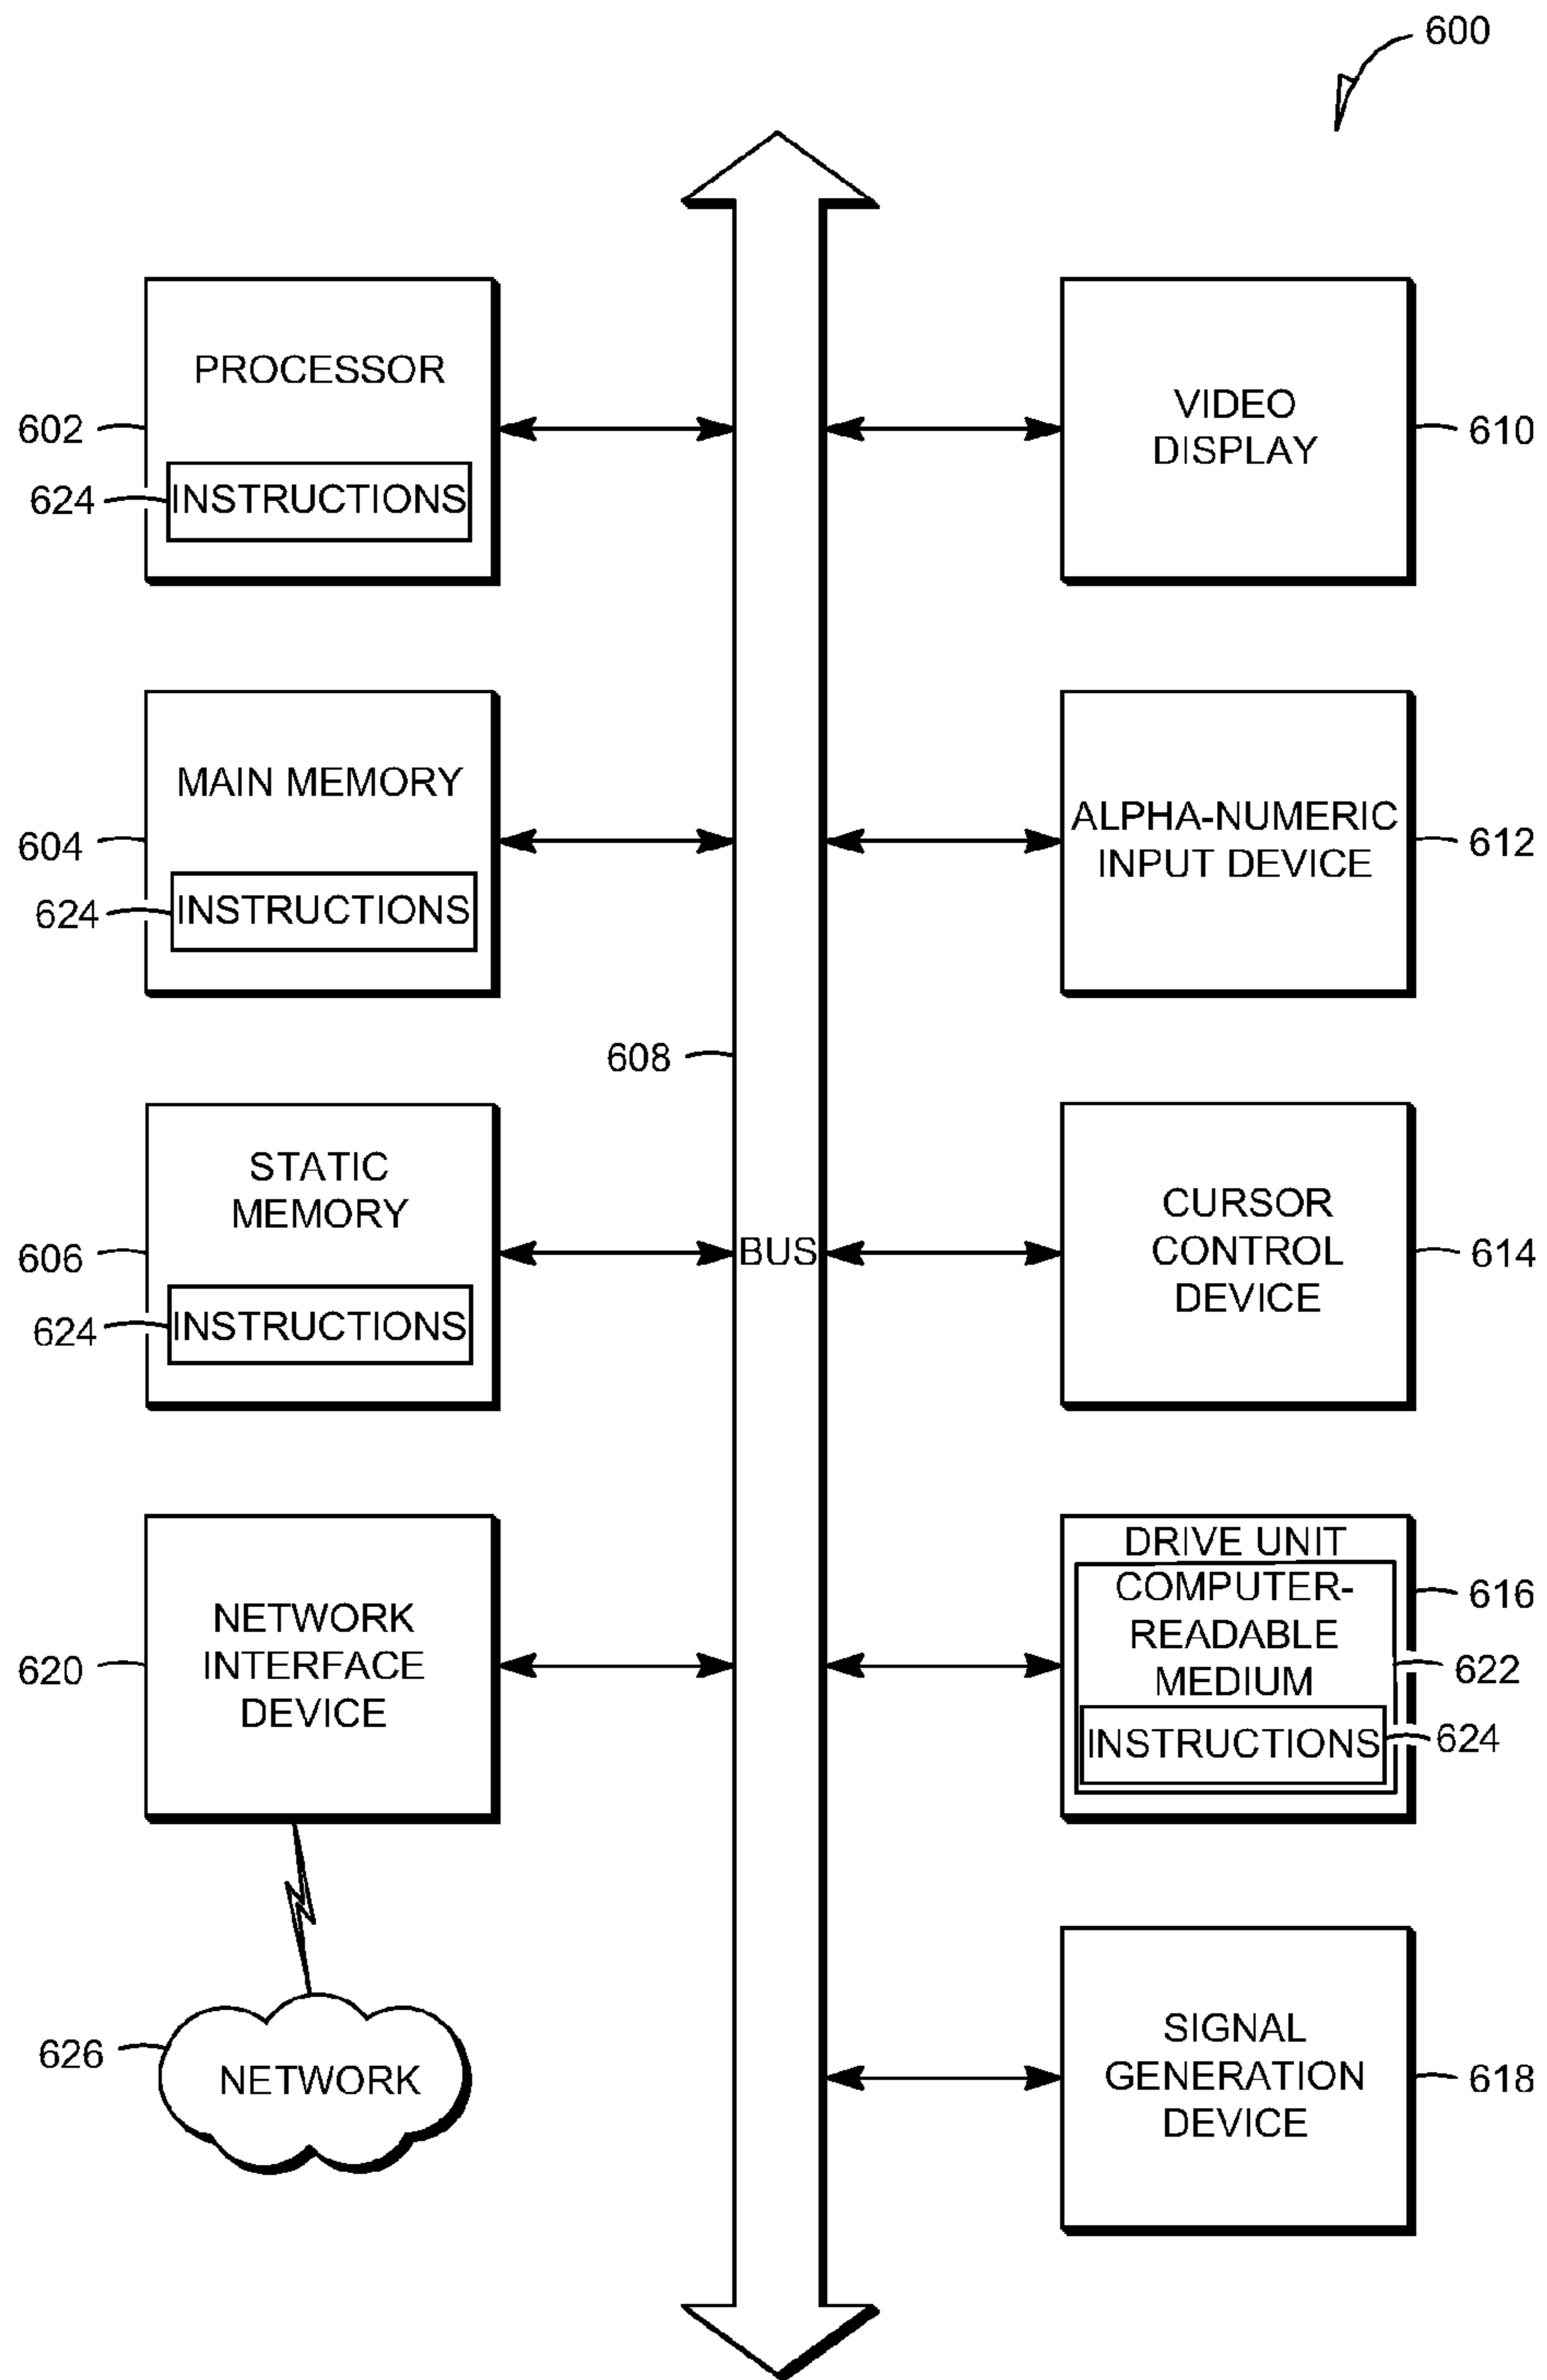 600
PROCESSOR
602
624
INSTRUCTIONS
VIDEO
DISPLAY
610
MAIN MEMORY
604
624
INSTRUCTIONS
ALPHA-NUMERIC
INPUT DEVICE
612
608
STATIC
MEMORY
606
624
INSTRUCTIONS
BUS
CURSOR
CONTROL
DEVICE
614
NETWORK
INTERFACE
DEVICE
620
DRIVE UNIT
COMPUTER-
READABLE
MEDIUM
INSTRUCTIONS
616
622
624
626
NETWORK
SIGNAL
GENERATION
DEVICE
618